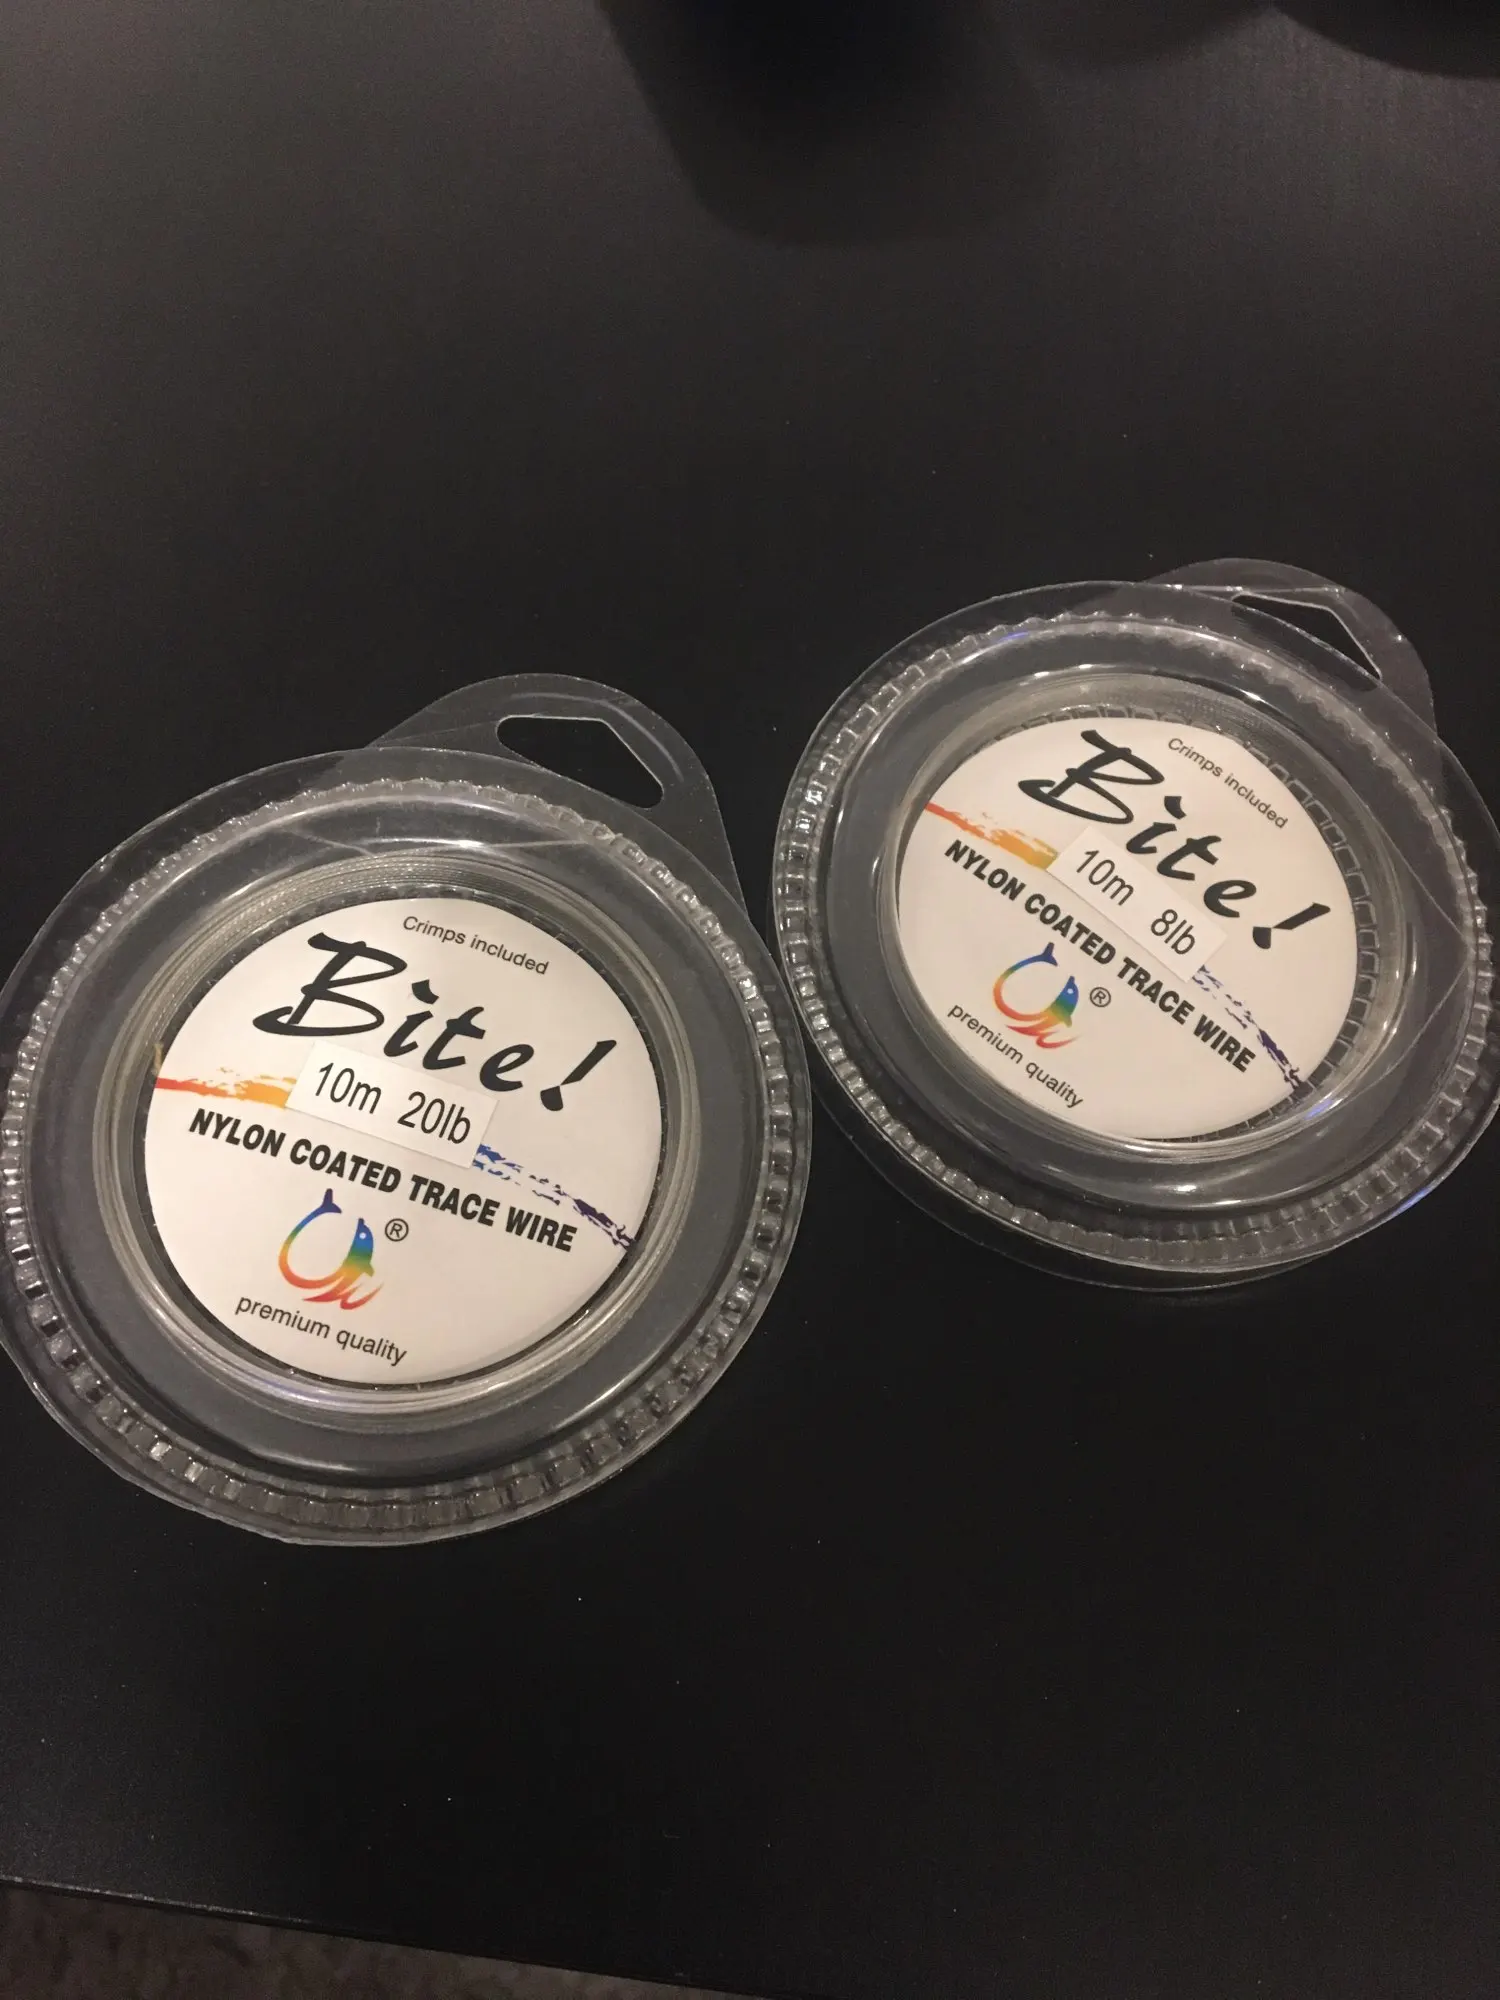 Crimps included
Bite!
10m 20lb
NYLON COATED TRACE WIRE
®
premium quality
Crimps included
Bite!
10m 8lb
NYLON COATED TRACE WIRE
®
premium quality